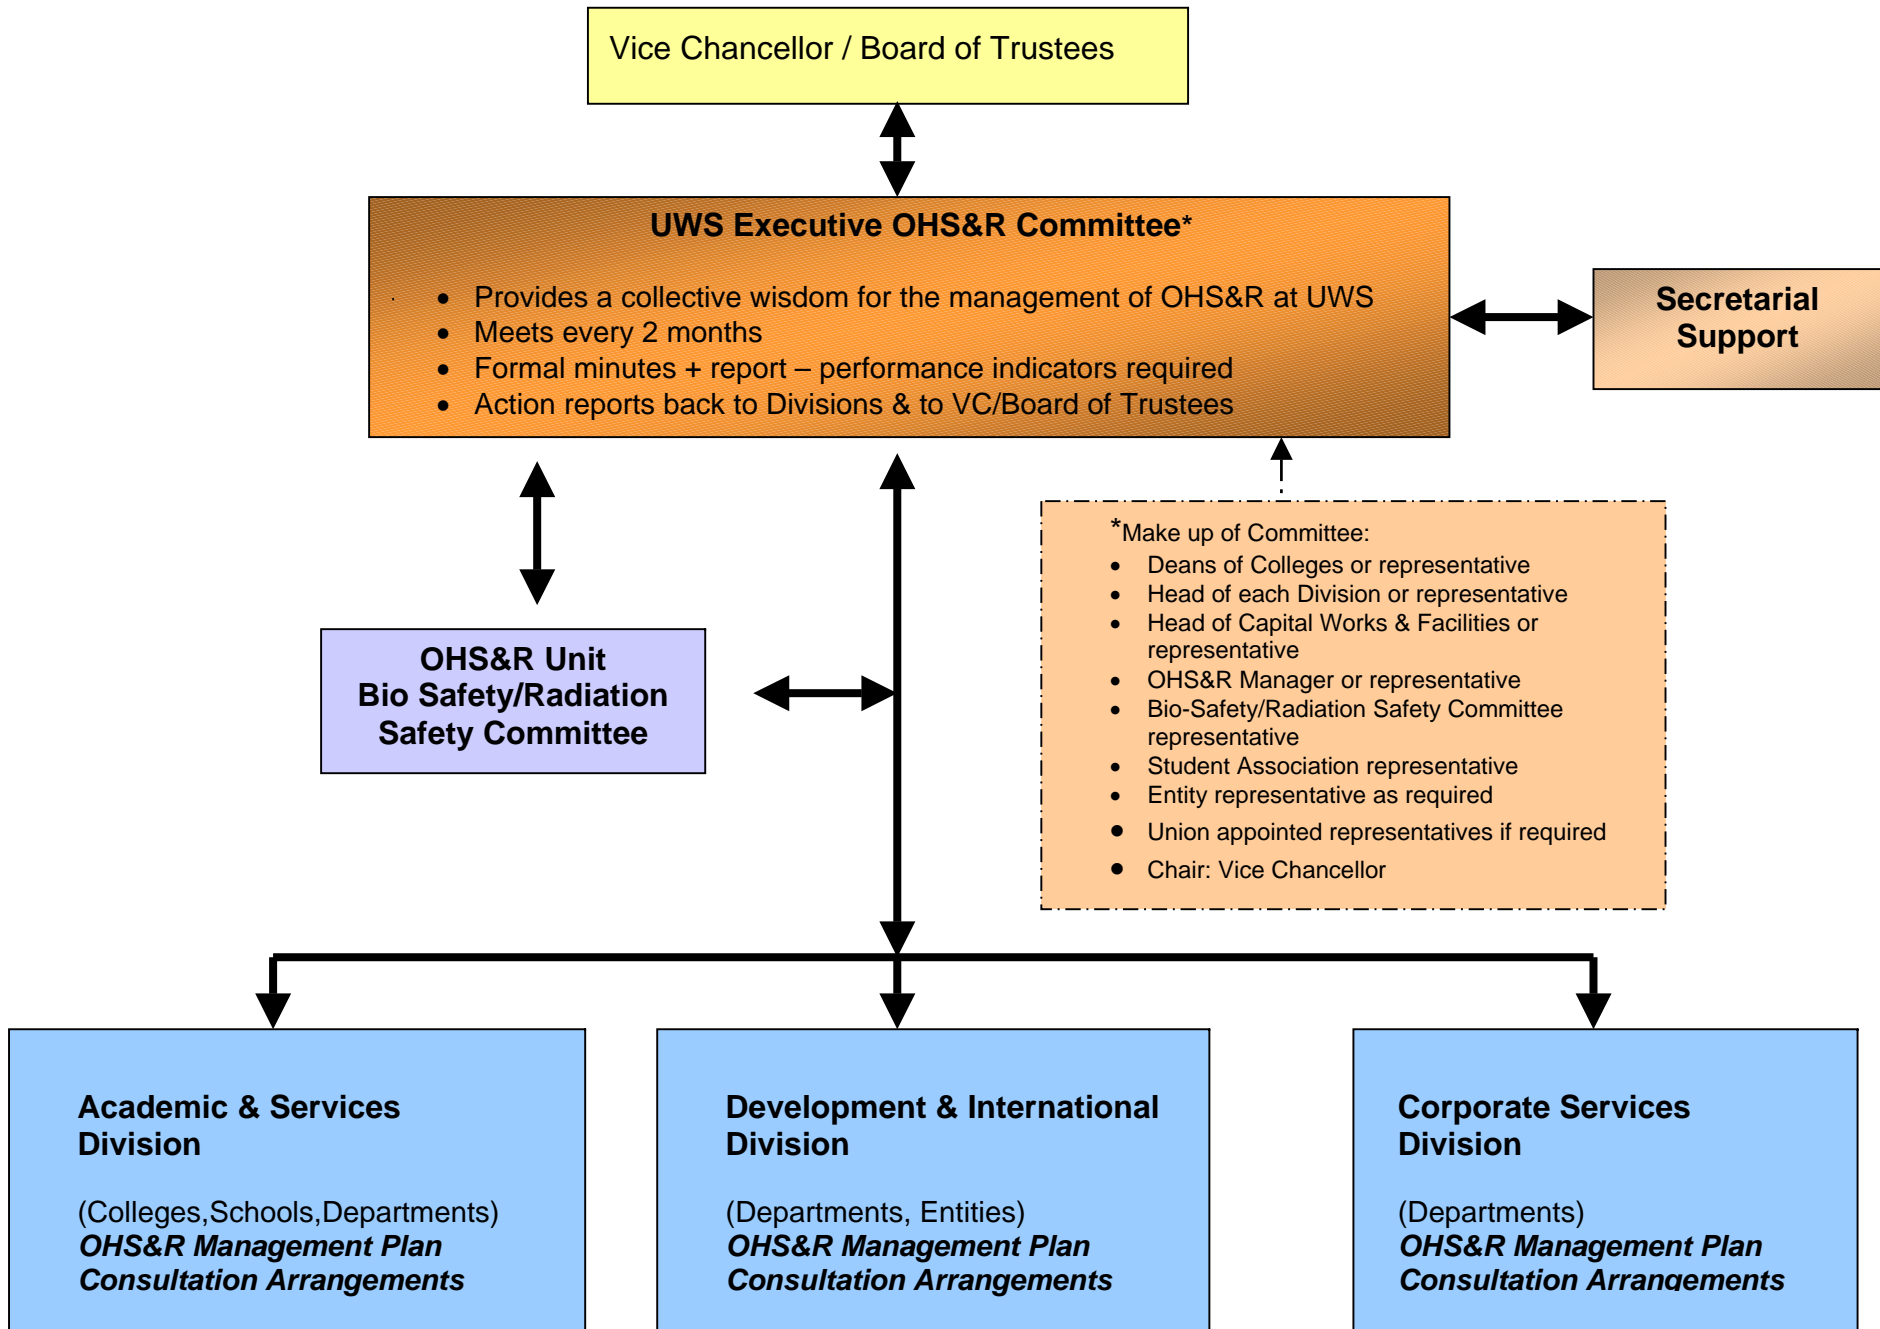 Vice Chancellor / Board of Trustees
UWS Executive OHS&R Committee*
• Provides a collective wisdom for the management of OHS&R at UWS
• Meets every 2 months
• Formal minutes + report – performance indicators required
• Action reports back to Divisions & to VC/Board of Trustees
Secretarial
Support
OHS&R Unit
Bio Safety/Radiation
Safety Committee
*Make up of Committee:
• Deans of Colleges or representative
• Head of each Division or representative
• Head of Capital Works & Facilities or
representative
• OHS&R Manager or representative
• Bio-Safety/Radiation Safety Committee
representative
• Student Association representative
• Entity representative as required
• Union appointed representatives if required
• Chair: Vice Chancellor
Academic & Services
Division
(Colleges,Schools,Departments)
OHS&R Management Plan
Consultation Arrangements
Development & International
Division
(Departments, Entities)
OHS&R Management Plan
Consultation Arrangements
Corporate Services
Division
(Departments)
OHS&R Management Plan
Consultation Arrangements